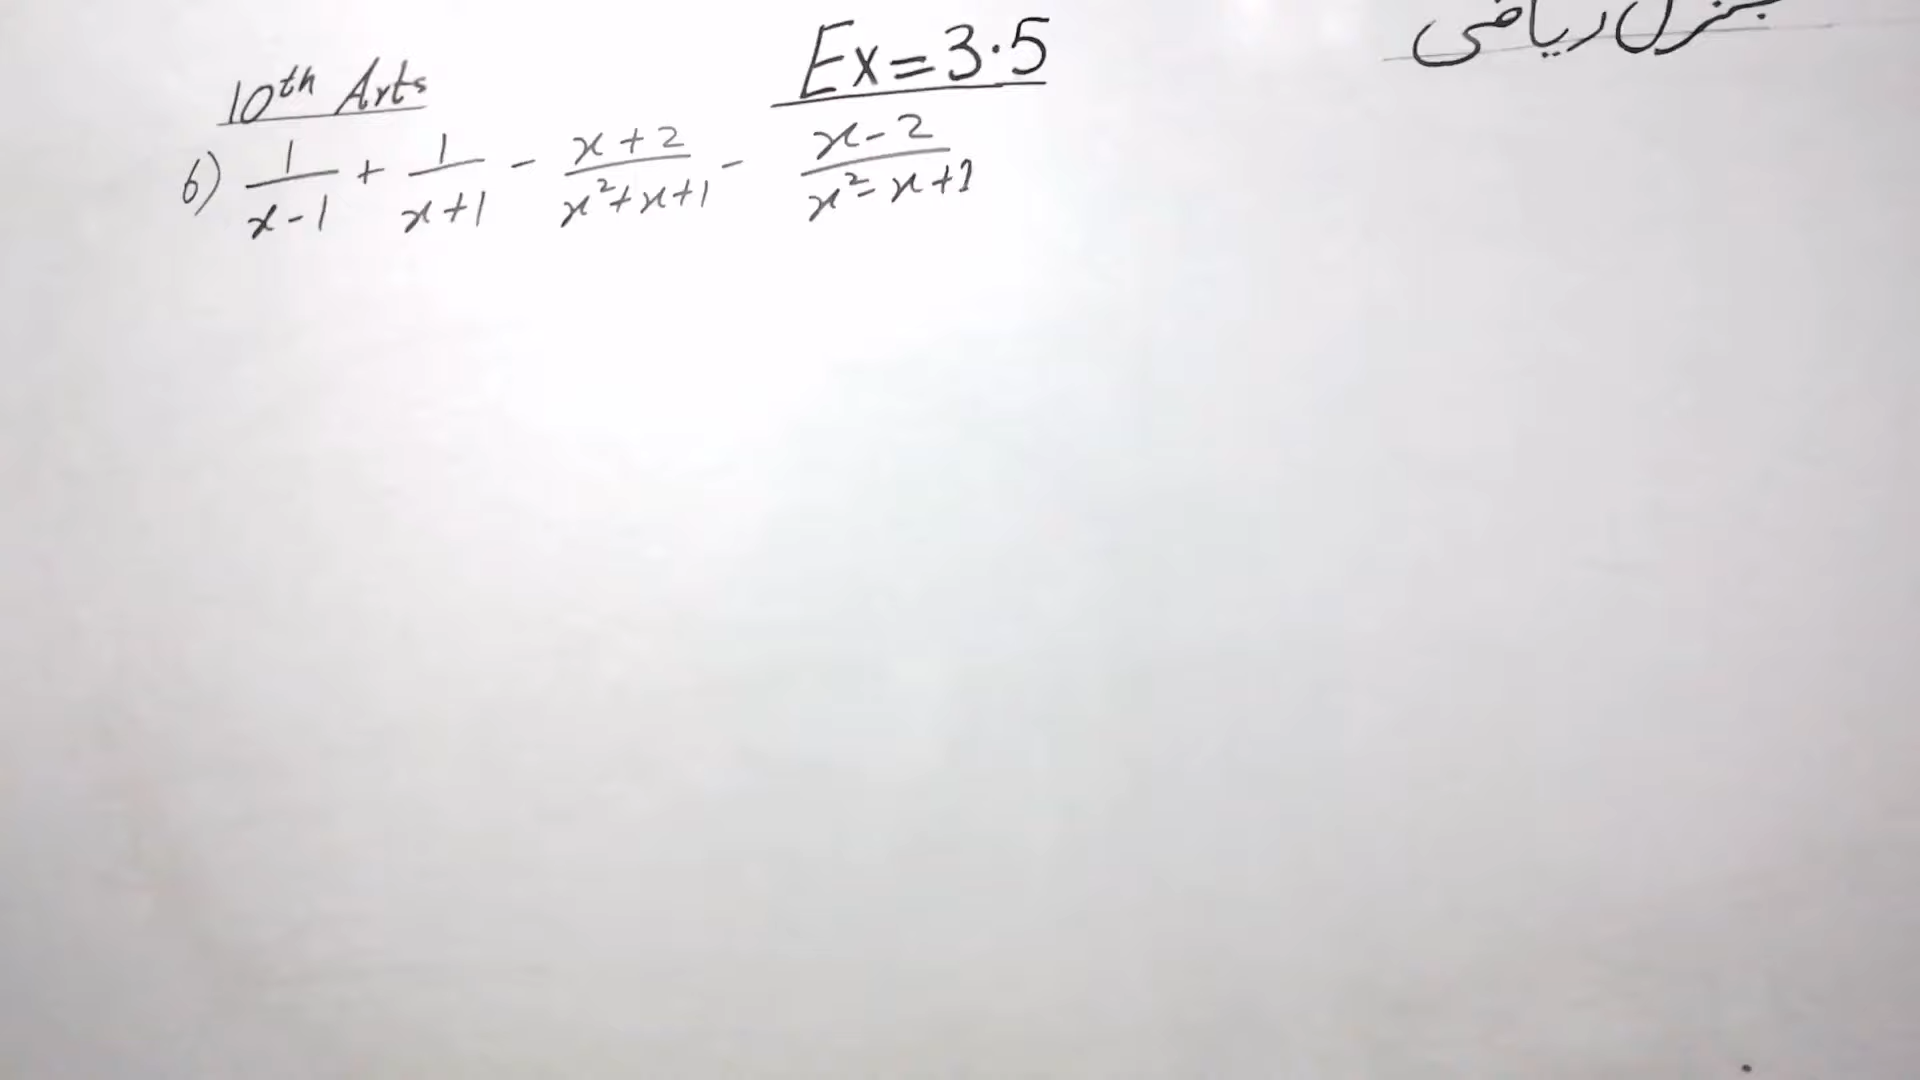 جنرل ریاضی
Ex=3.5
10th Arts
6) 1/(x-1) + 1/(x+1) - (x+2)/(x²+x+1) - (x-2)/(x²-x+1)